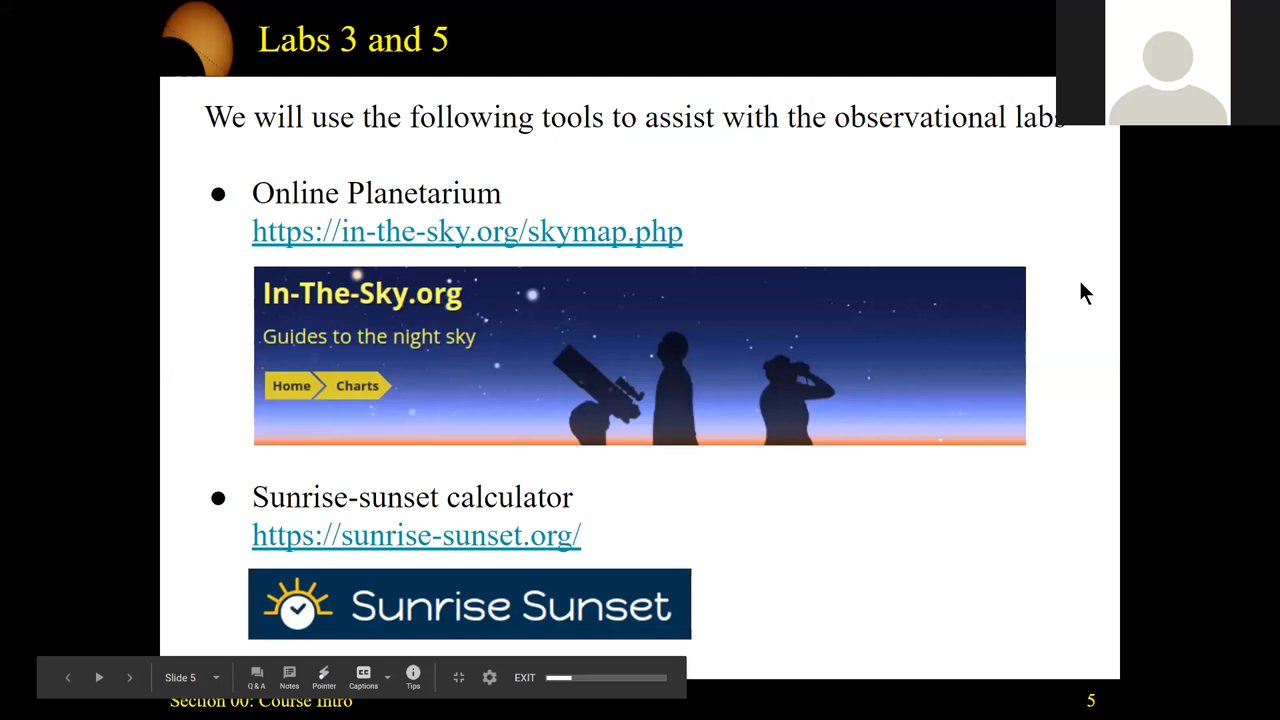 Labs 3 and 5
We will use the following tools to assist with the observational labs
● Online Planetarium
https://in-the-sky.org/skymap.php
In-The-Sky.org
Guides to the night sky
Home Charts
● Sunrise-sunset calculator
https://sunrise-sunset.org/
Sunrise Sunset
Slide 5 Q & A Notes Pointer Captions Tips EXIT
Section 00: Course Intro 5